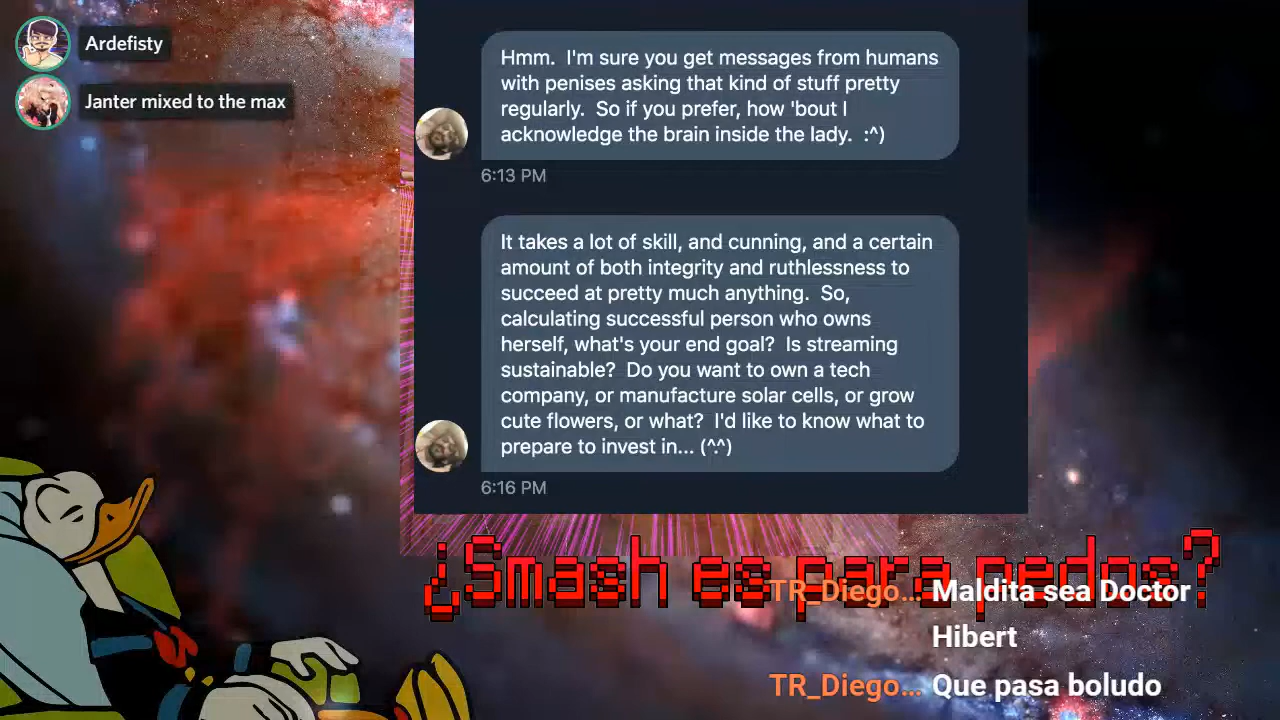 Ardefisty
Janter mixed to the max
Hmm.  I'm sure you get messages from humans
with penises asking that kind of stuff pretty
regularly.  So if you prefer, how 'bout I
acknowledge the brain inside the lady.  :^)
6:13 PM
It takes a lot of skill, and cunning, and a certain
amount of both integrity and ruthlessness to
succeed at pretty much anything.  So,
calculating successful person who owns
herself, what's your end goal?  Is streaming
sustainable?  Do you want to own a tech
company, or manufacture solar cells, or grow
cute flowers, or what?  I'd like to know what to
prepare to invest in... (^.^)
6:16 PM
¿Smash es para pedos?
TR_Diego... Maldita sea Doctor
Hibert
TR_Diego... Que pasa boludo